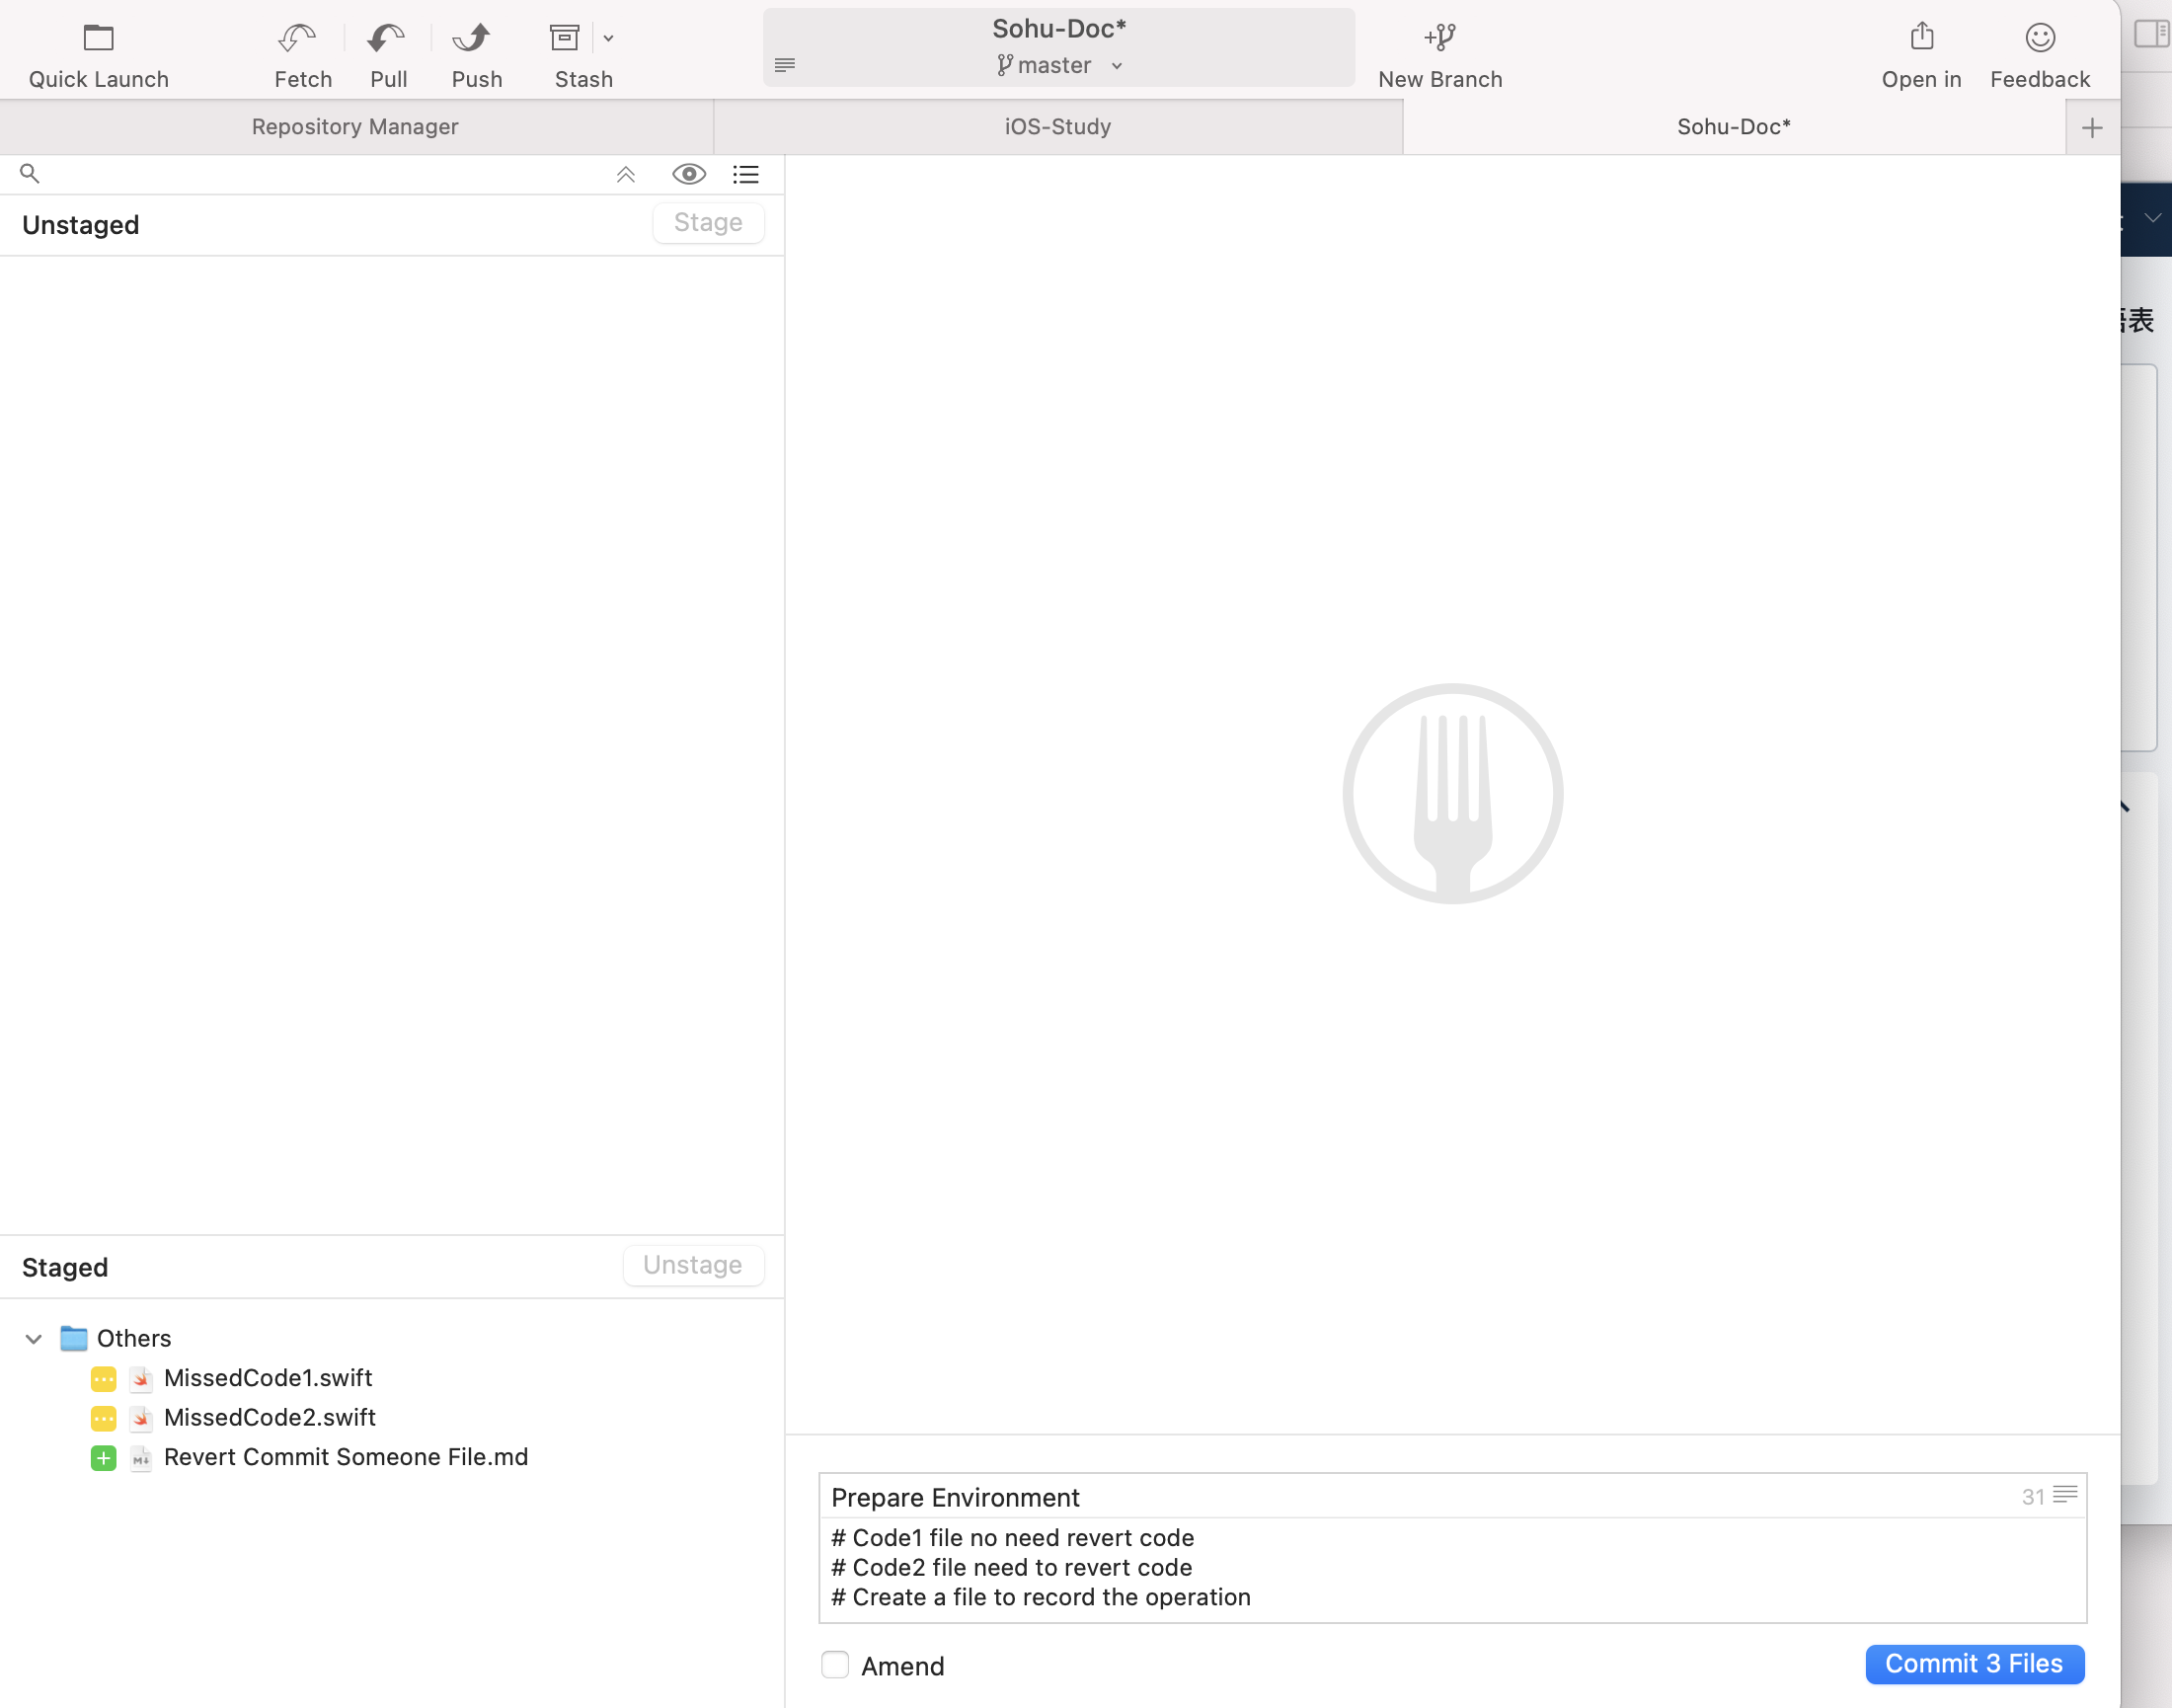 Quick Launch
Fetch
Pull
Push
Stash
Sohu-Doc*
master
New Branch
Open in
Feedback
Repository Manager
iOS-Study
Sohu-Doc*
Unstaged
Stage
表
Staged
Unstage
Others
MissedCode1.swift
MissedCode2.swift
Revert Commit Someone File.md
Prepare Environment
31
# Code1 file no need revert code
# Code2 file need to revert code
# Create a file to record the operation
Amend
Commit 3 Files